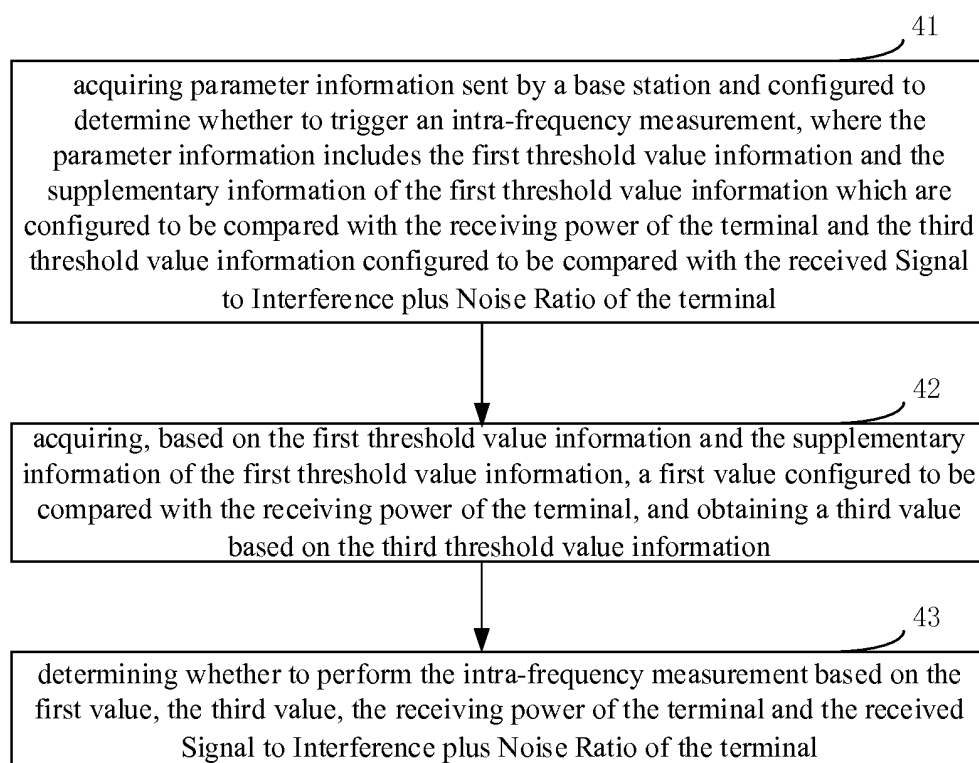 41
acquiring parameter information sent by a base station and configured to
determine whether to trigger an intra-frequency measurement, where the
parameter information includes the first threshold value information and the
supplementary information of the first threshold value information which are
configured to be compared with the receiving power of the terminal and the third
threshold value information configured to be compared with the received Signal
to Interference plus Noise Ratio of the terminal
42
acquiring, based on the first threshold value information and the supplementary
information of the first threshold value information, a first value configured to be
compared with the receiving power of the terminal, and obtaining a third value
based on the third threshold value information
43
determining whether to perform the intra-frequency measurement based on the
first value, the third value, the receiving power of the terminal and the received
Signal to Interference plus Noise Ratio of the terminal